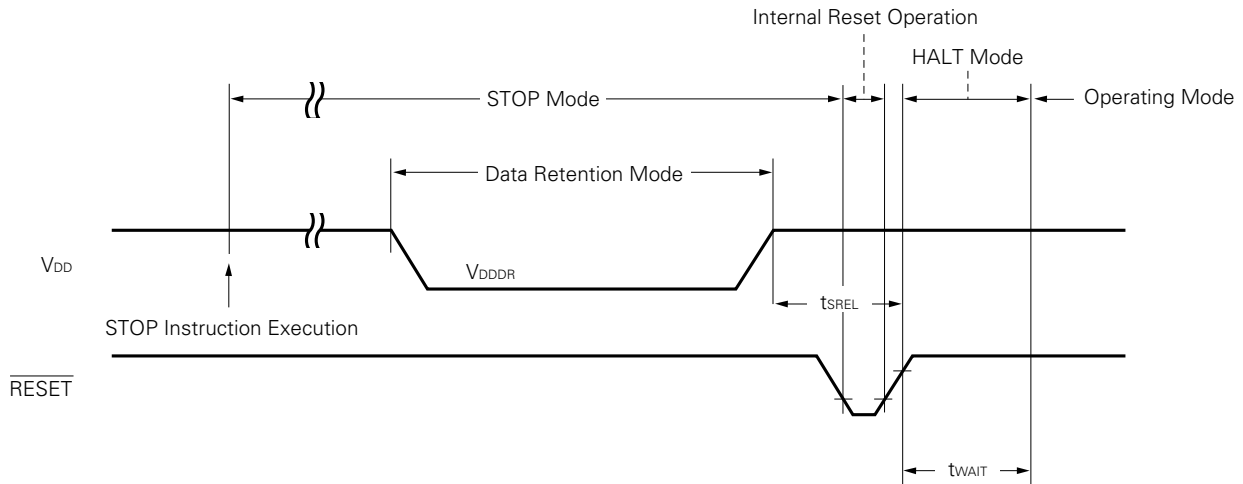 Internal Reset Operation
HALT Mode
STOP Mode
Operating Mode
Data Retention Mode
VDD
VDDDR
tSREL
STOP Instruction Execution
RESET
tWAIT